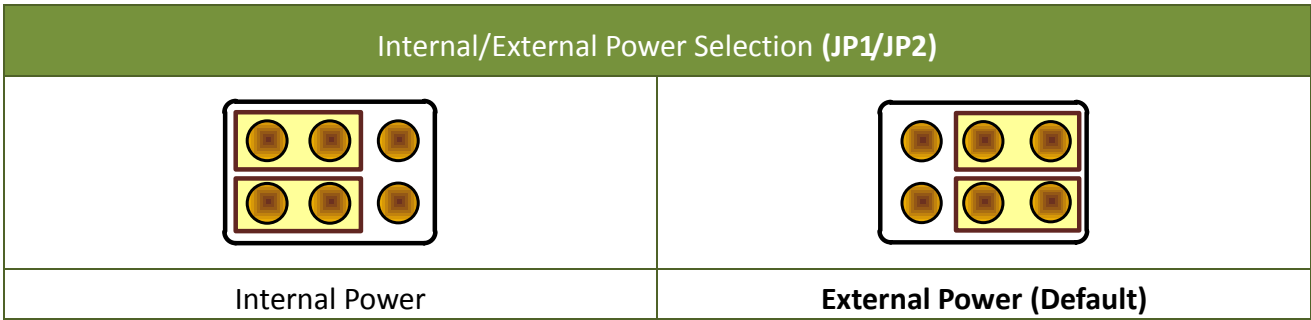 Internal/External Power Selection (JP1/JP2)
Internal Power
External Power (Default)